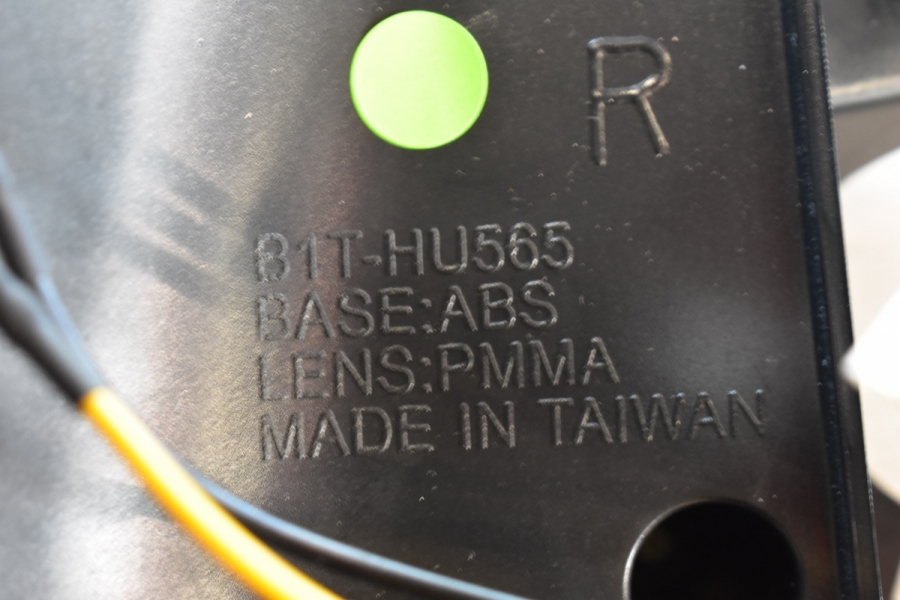 R
B1T-HU565
BASE:ABS
LENS:PMMA
MADE IN TAIWAN